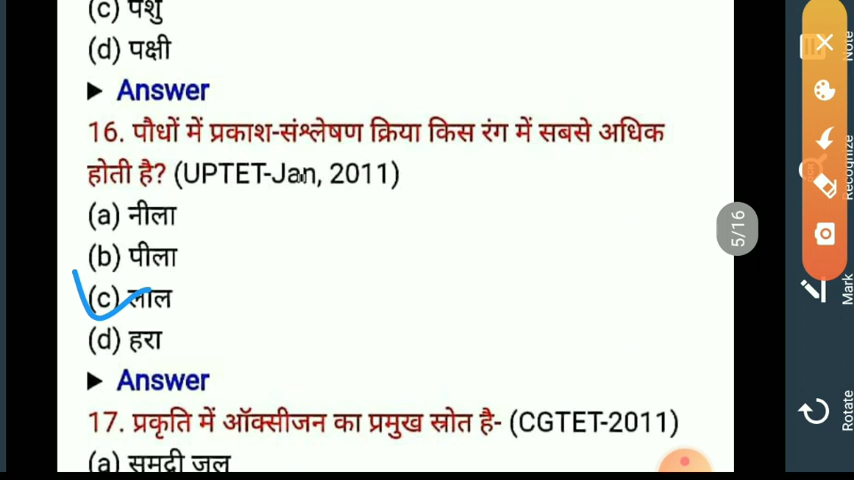 (c) पशु
(d) पक्षी
► Answer
16. पौधों में प्रकाश-संश्लेषण क्रिया किस रंग में सबसे अधिक
होती है? (UPTET-Jan, 2011)
(a) नीला
(b) पीला
(c) लाल
(d) हरा
► Answer
17. प्रकृति में ऑक्सीजन का प्रमुख स्रोत है- (CGTET-2011)
(a) समुद्री जल
5/16
Note
Recognize
Mark
Rotate